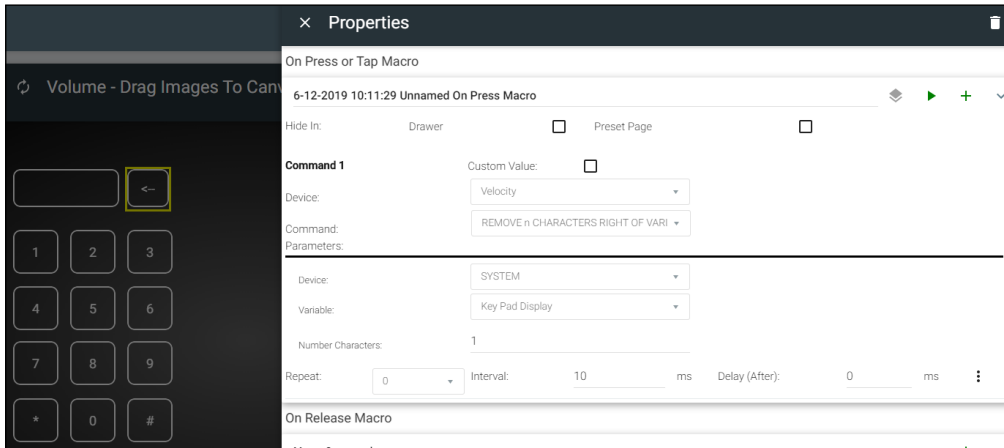 × Properties
On Press or Tap Macro
Volume - Drag Images To Canv
6-12-2019 10:11:29 Unnamed On Press Macro
Hide In: Drawer Preset Page
Command 1 Custom Value:
Device: Velocity
Command: REMOVE n CHARACTERS RIGHT OF VARI
Parameters:
Device: SYSTEM
Variable: Key Pad Display
Number Characters: 1
Repeat: 0 Interval: 10 ms Delay (After): 0 ms
On Release Macro
<--
1 2 3
4 5 6
7 8 9
* 0 #